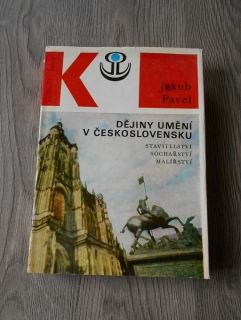 K
Jakub
Pavel
DĚJINY UMĚNÍ
V ČESKOSLOVENSKU
STAVITELSTVÍ
SOCHAŘSTVÍ
MALÍŘSTVÍ